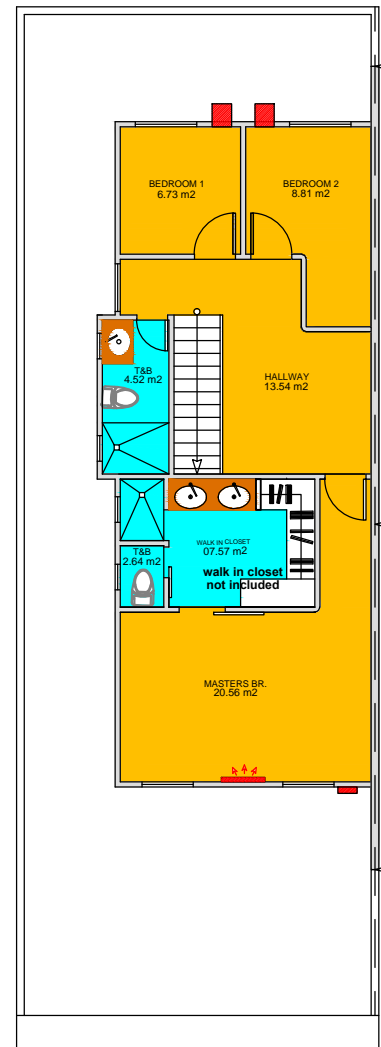 BEDROOM 1
6.73 m2
BEDROOM 2
8.81 m2
HALLWAY
13.54 m2
T&B
4.52 m2
WALK IN CLOSET
07.57 m2
walk in closet
not included
T&B
2.64 m2
MASTERS BR.
20.56 m2